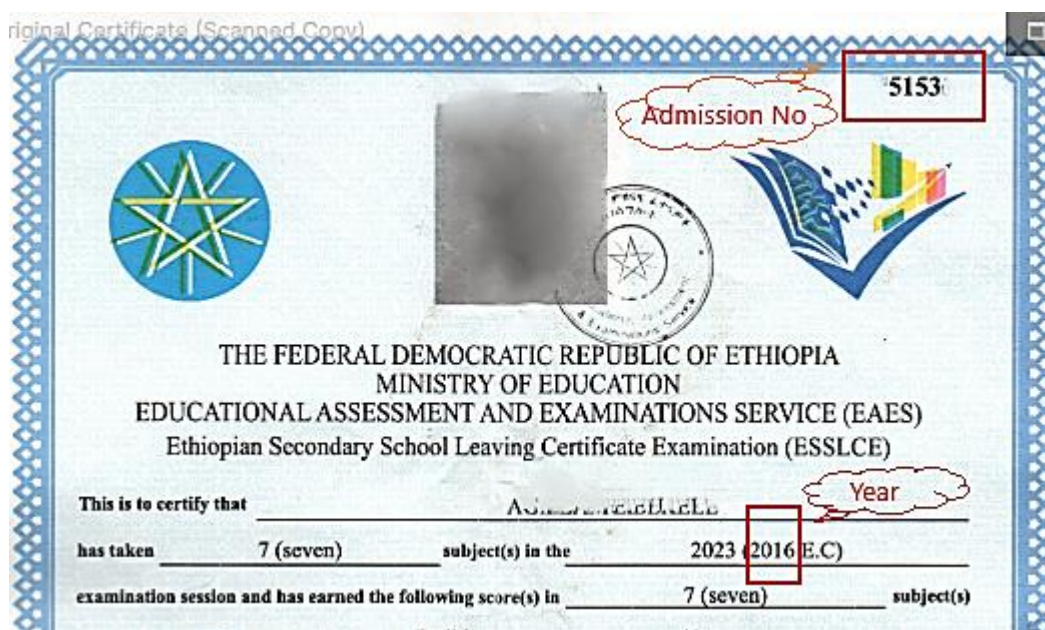 riginal Certificate (Scanned Copy)
5153
Admission No
THE FEDERAL DEMOCRATIC REPUBLIC OF ETHIOPIA
MINISTRY OF EDUCATION
EDUCATIONAL ASSESSMENT AND EXAMINATIONS SERVICE (EAES)
Ethiopian Secondary School Leaving Certificate Examination (ESSLCE)
Year
This is to certify that
has taken 7 (seven) subject(s) in the 2023 (2016 E.C)
examination session and has earned the following score(s) in 7 (seven) subject(s)